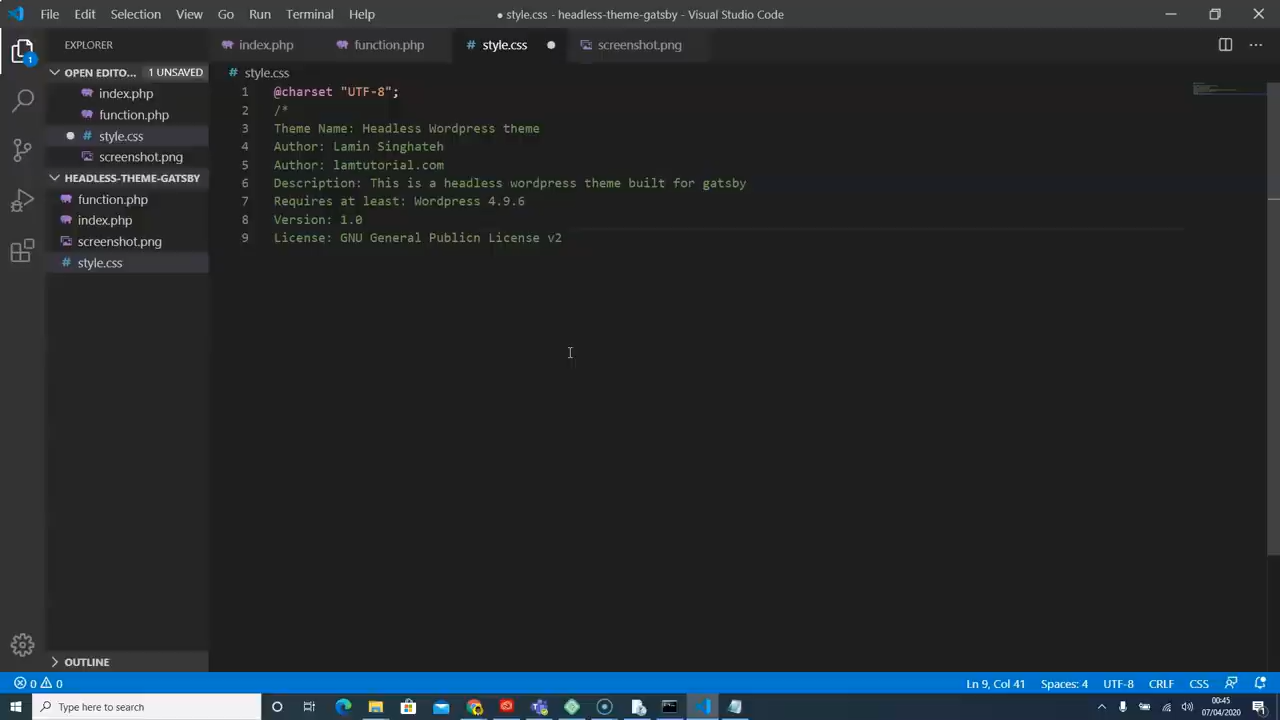 File Edit Selection View Go Run Terminal Help
● style.css - headless-theme-gatsby - Visual Studio Code
EXPLORER
OPEN EDITO... 1 UNSAVED
index.php
function.php
style.css
screenshot.png
HEADLESS-THEME-GATSBY
function.php
index.php
screenshot.png
style.css
OUTLINE
1
index.php function.php # style.css ● screenshot.png
# style.css
1 @charset "UTF-8";
2 /*
3 Theme Name: Headless Wordpress theme
4 Author: Lamin Singhateh
5 Author: lamtutorial.com
6 Description: This is a headless wordpress theme built for gatsby
7 Requires at least: Wordpress 4.9.6
8 Version: 1.0
9 License: GNU General Publicn License v2
0 0 Ln 9, Col 41 Spaces: 4 UTF-8 CRLF CSS
Type here to search
00:45
07/04/2020